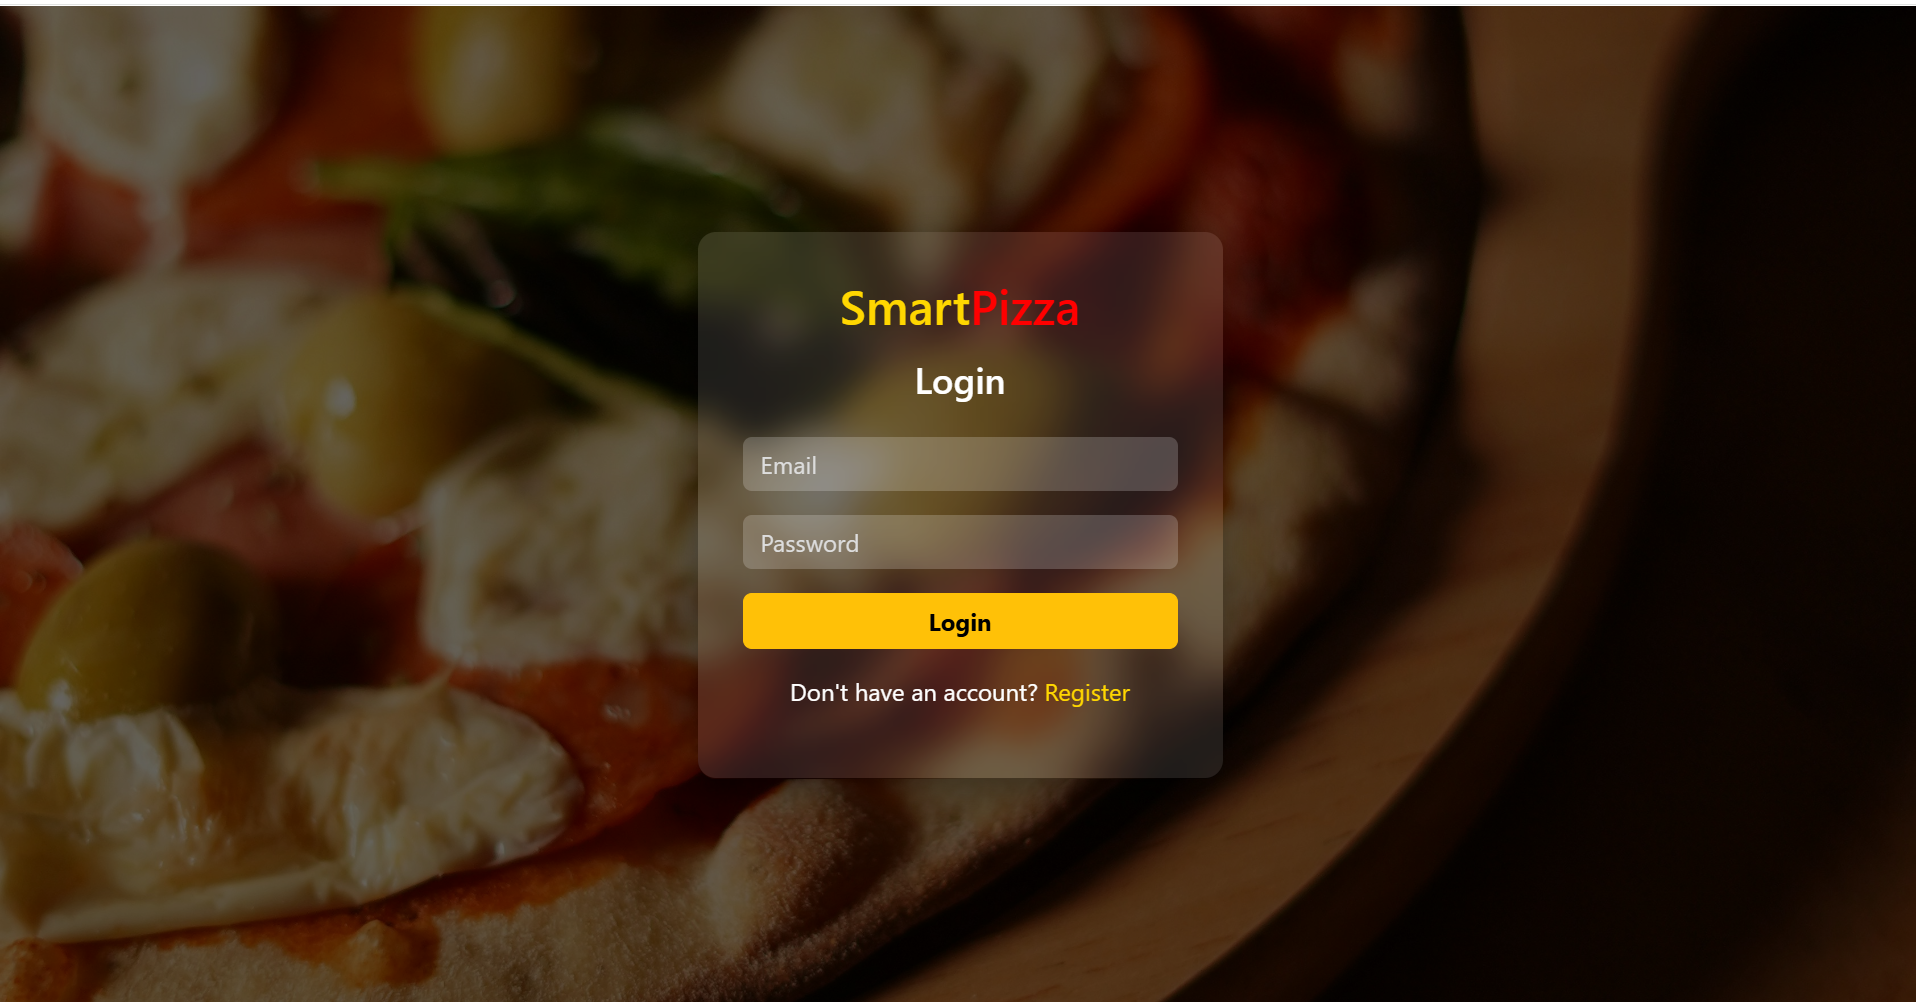 SmartPizza
Login
Email
Password
Login
Don't have an account? Register